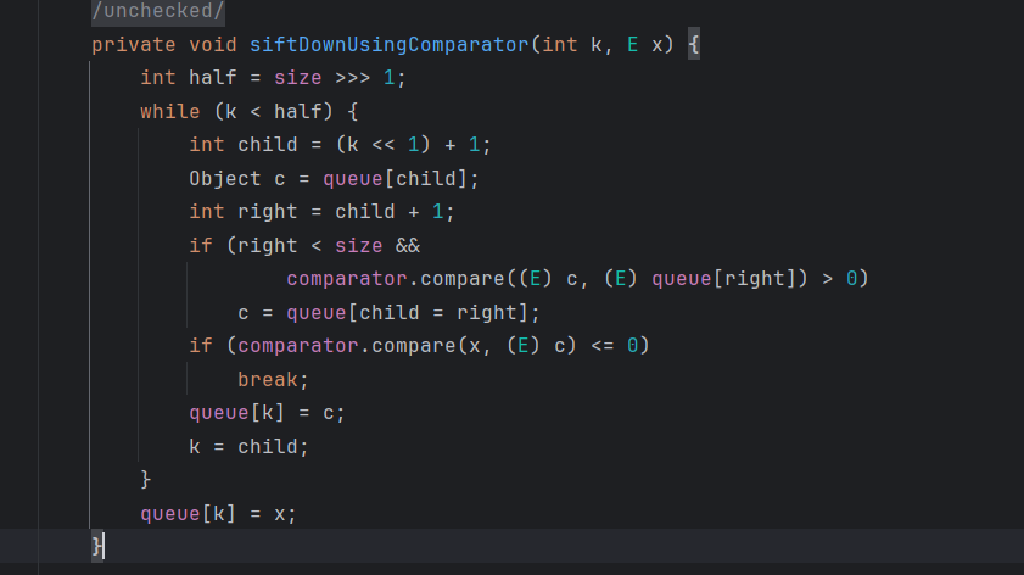 /unchecked/
private void siftDownUsingComparator(int k, E x) {
int half = size >>> 1;
while (k < half) {
int child = (k << 1) + 1;
Object c = queue[child];
int right = child + 1;
if (right < size &&
comparator.compare((E) c, (E) queue[right]) > 0)
c = queue[child = right];
if (comparator.compare(x, (E) c) <= 0)
break;
queue[k] = c;
k = child;
}
queue[k] = x;
}